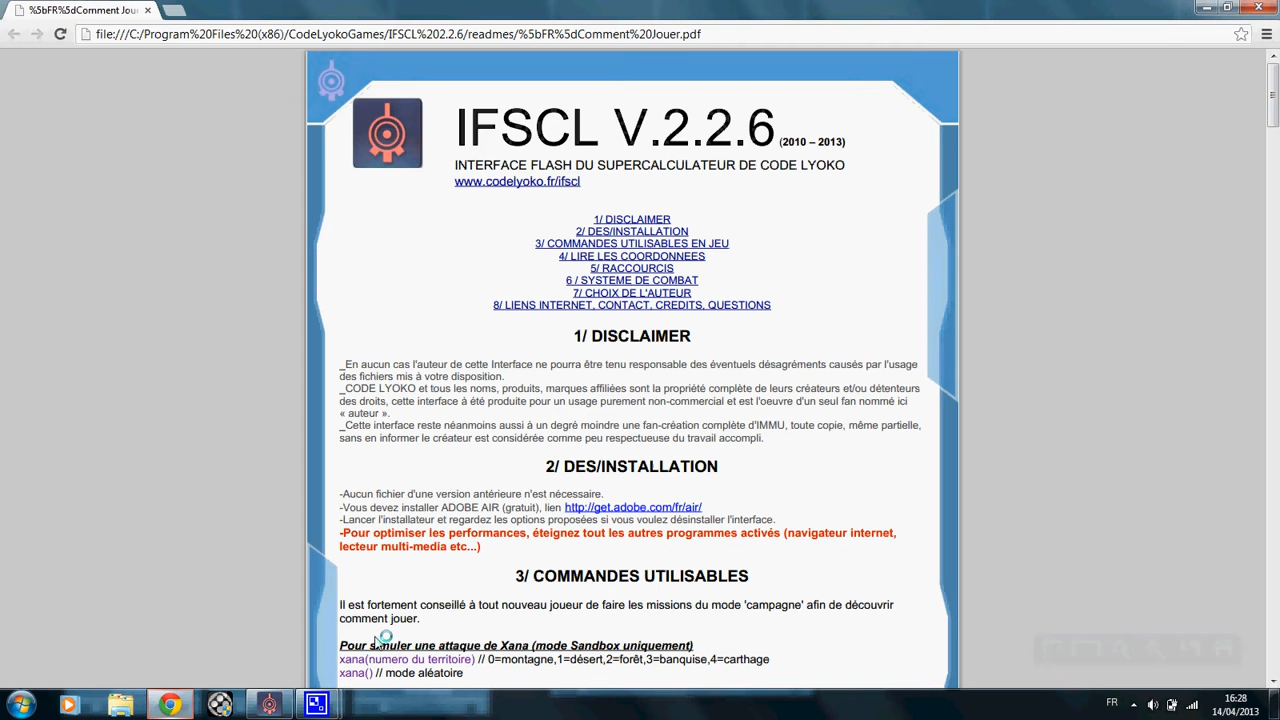 %5bFR%5dComment Jou
file:///C:/Program%20Files%20(x86)/CodeLyokoGames/IFSCL%202.2.6/readmes/%5bFR%5dComment%20Jouer.pdf
IFSCL V.2.2.6 (2010 – 2013)
INTERFACE FLASH DU SUPERCALCULATEUR DE CODE LYOKO
www.codelyoko.fr/ifscl
1/ DISCLAIMER
2/ DES/INSTALLATION
3/ COMMANDES UTILISABLES EN JEU
4/ LIRE LES COORDONNEES
5/ RACCOURCIS
6 / SYSTEME DE COMBAT
7/ CHOIX DE L'AUTEUR
8/ LIENS INTERNET, CONTACT, CREDITS, QUESTIONS
1/ DISCLAIMER
_En aucun cas l'auteur de cette Interface ne pourra être tenu responsable des éventuels désagréments causés par l'usage
des fichiers mis à votre disposition.
_CODE LYOKO et tous les noms, produits, marques affiliées sont la propriété complète de leurs créateurs et/ou détenteurs
des droits, cette interface à été produite pour un usage purement non-commercial et est l'oeuvre d'un seul fan nommé ici
« auteur ».
_Cette interface reste néanmoins aussi à un degré moindre une fan-création complète d'IMMU, toute copie, même partielle,
sans en informer le créateur est considérée comme peu respectueuse du travail accompli.
2/ DES/INSTALLATION
-Aucun fichier d'une version antérieure n'est nécessaire.
-Vous devez installer ADOBE AIR (gratuit), lien http://get.adobe.com/fr/air/
-Lancer l'installateur et regardez les options proposées si vous voulez désinstaller l'interface.
-Pour optimiser les performances, éteignez tout les autres programmes activés (navigateur internet,
lecteur multi-media etc...)
3/ COMMANDES UTILISABLES
Il est fortement conseillé à tout nouveau joueur de faire les missions du mode 'campagne' afin de découvrir
comment jouer.
Pour simuler une attaque de Xana (mode Sandbox uniquement)
xana(numero du territoire) // 0=montagne,1=désert,2=forêt,3=banquise,4=carthage
xana() // mode aléatoire
FR
16:28
14/04/2013